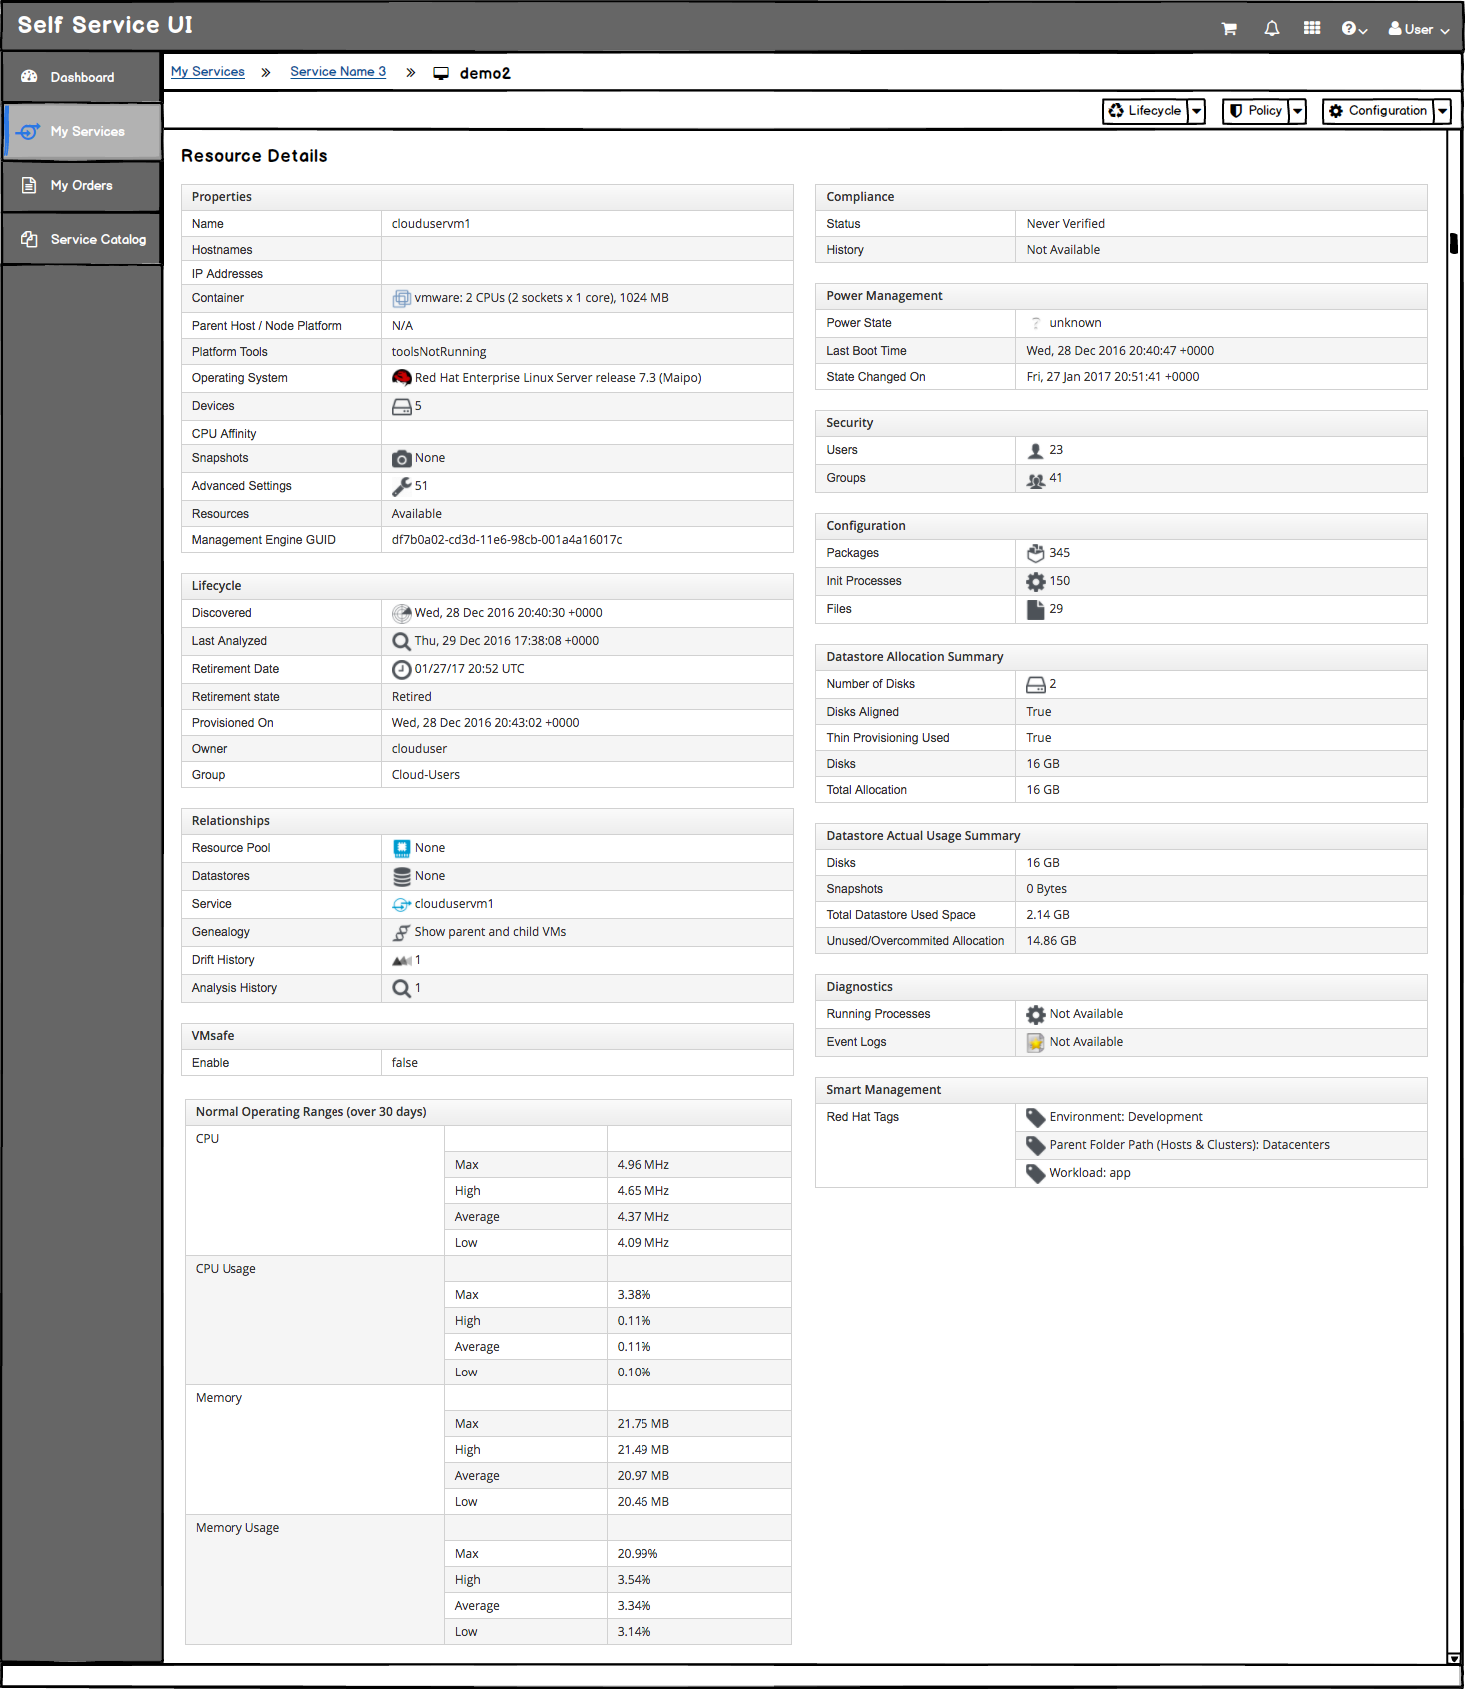 Self Service UI
User
Dashboard
My Services
My Orders
Service Catalog
My Services » Service Name 3 » demo2
Lifecycle
Policy
Configuration
Resource Details
Properties
Name clouduservm1
Hostnames
IP Addresses
Container vmware: 2 CPUs (2 sockets x 1 core), 1024 MB
Parent Host / Node Platform N/A
Platform Tools toolsNotRunning
Operating System Red Hat Enterprise Linux Server release 7.3 (Maipo)
Devices 5
CPU Affinity
Snapshots None
Advanced Settings 51
Resources Available
Management Engine GUID df7b0a02-cd3d-11e6-98cb-001a4a16017c
Lifecycle
Discovered Wed, 28 Dec 2016 20:40:30 +0000
Last Analyzed Thu, 29 Dec 2016 17:38:08 +0000
Retirement Date 01/27/17 20:52 UTC
Retirement state Retired
Provisioned On Wed, 28 Dec 2016 20:43:02 +0000
Owner clouduser
Group Cloud-Users
Relationships
Resource Pool None
Datastores None
Service clouduservm1
Genealogy Show parent and child VMs
Drift History 1
Analysis History 1
VMsafe
Enable false
Normal Operating Ranges (over 30 days)
CPU
Max 4.96 MHz
High 4.65 MHz
Average 4.37 MHz
Low 4.09 MHz
CPU Usage
Max 3.38%
High 0.11%
Average 0.11%
Low 0.10%
Memory
Max 21.75 MB
High 21.49 MB
Average 20.97 MB
Low 20.46 MB
Memory Usage
Max 20.99%
High 3.54%
Average 3.34%
Low 3.14%
Compliance
Status Never Verified
History Not Available
Power Management
Power State ? unknown
Last Boot Time Wed, 28 Dec 2016 20:40:47 +0000
State Changed On Fri, 27 Jan 2017 20:51:41 +0000
Security
Users 23
Groups 41
Configuration
Packages 345
Init Processes 150
Files 29
Datastore Allocation Summary
Number of Disks 2
Disks Aligned True
Thin Provisioning Used True
Disks 16 GB
Total Allocation 16 GB
Datastore Actual Usage Summary
Disks 16 GB
Snapshots 0 Bytes
Total Datastore Used Space 2.14 GB
Unused/Overcommited Allocation 14.86 GB
Diagnostics
Running Processes Not Available
Event Logs Not Available
Smart Management
Red Hat Tags Environment: Development
Parent Folder Path (Hosts & Clusters): Datacenters
Workload: app